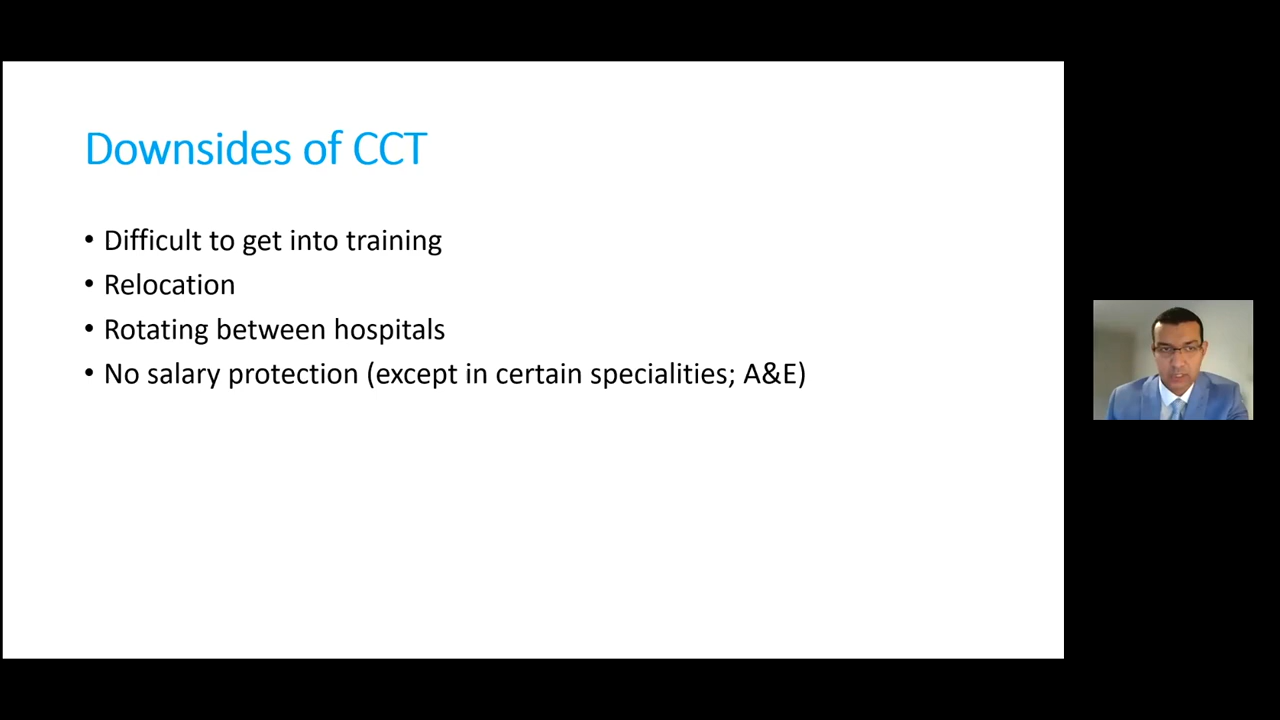 Downsides of CCT
• Difficult to get into training
• Relocation
• Rotating between hospitals
• No salary protection (except in certain specialities; A&E)